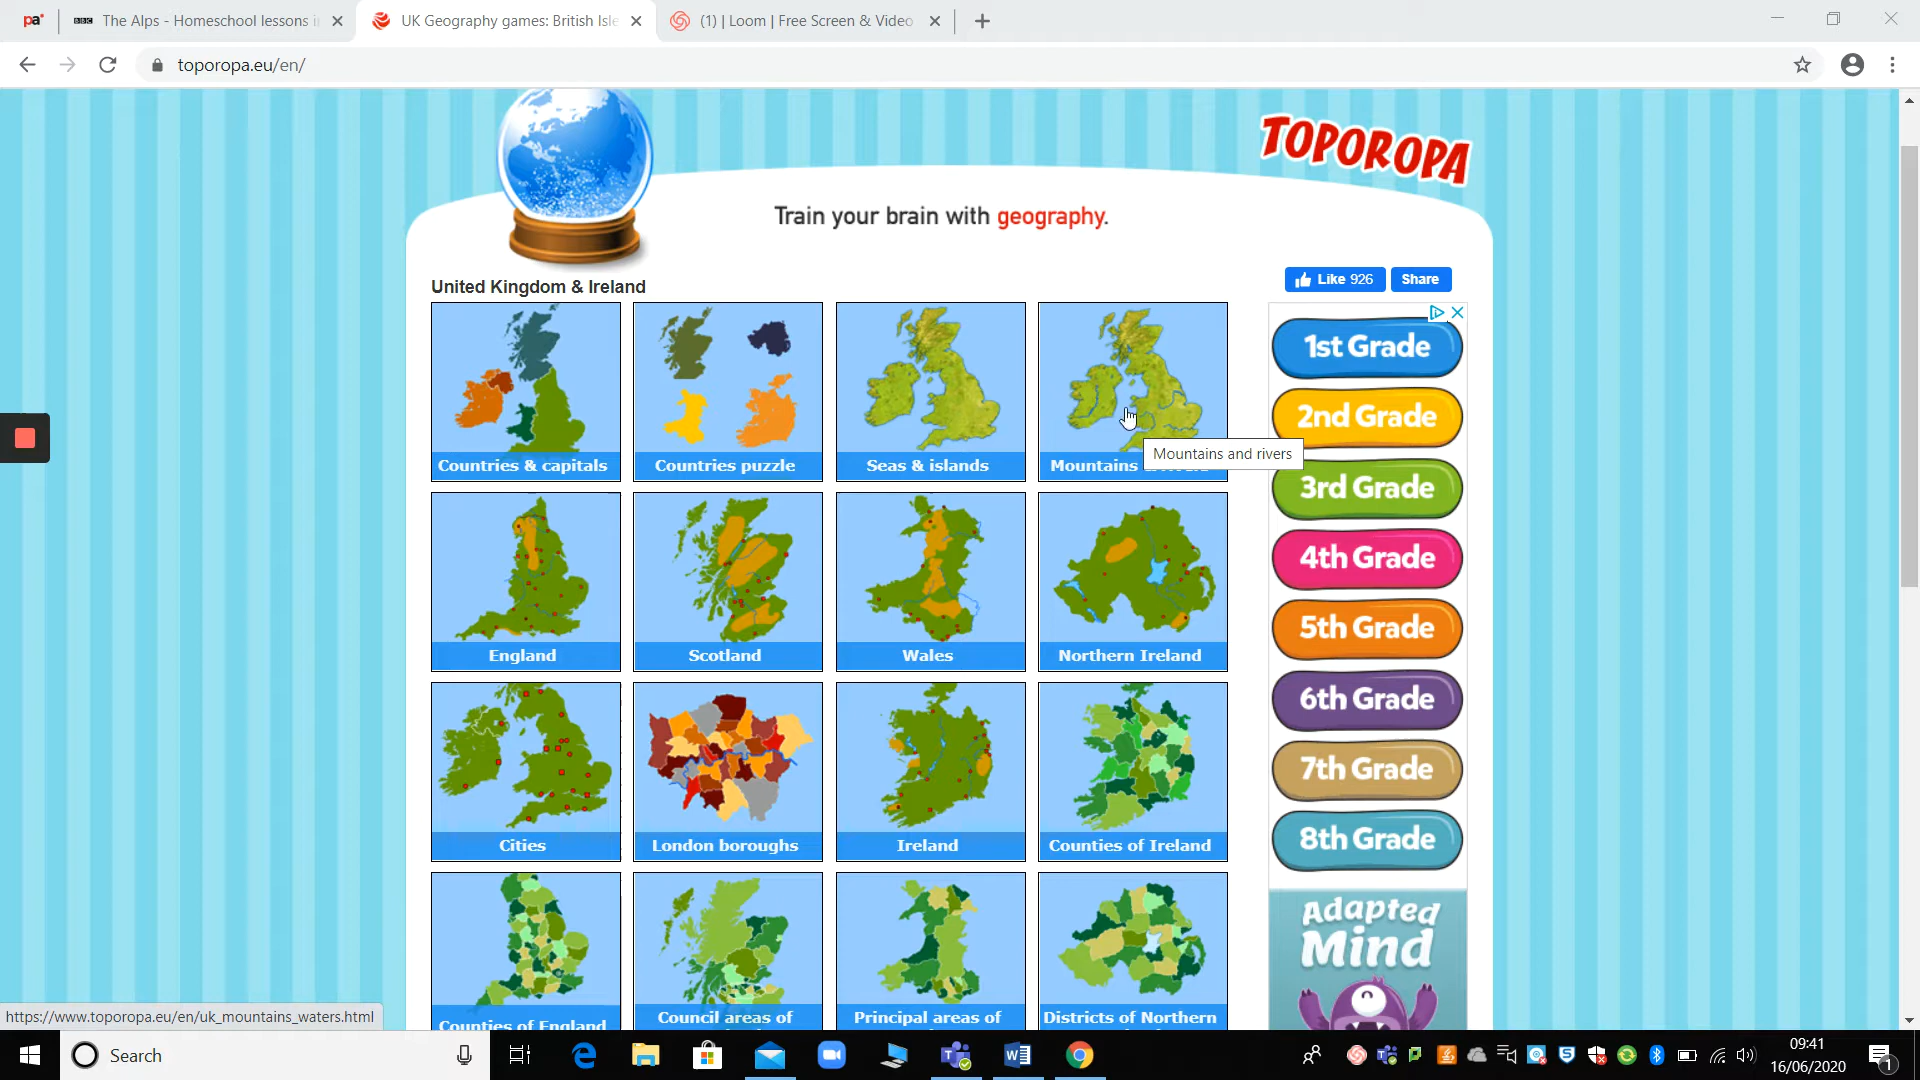 pa
BBC The Alps - Homeschool lessons i
UK Geography games: British Isle
(1) | Loom | Free Screen & Video
toporopa.eu/en/
TOPOROPA
Train your brain with geography.
United Kingdom & Ireland
Like 926 Share
Countries & capitals
Countries puzzle
Seas & islands
Mountains
Mountains and rivers
England
Scotland
Wales
Northern Ireland
Cities
London boroughs
Ireland
Counties of Ireland
Counties of England
Council areas of
Principal areas of
Districts of Northern
1st Grade
2nd Grade
3rd Grade
4th Grade
5th Grade
6th Grade
7th Grade
8th Grade
Adapted
Mind
https://www.toporopa.eu/en/uk_mountains_waters.html
Search
09:41
16/06/2020
1